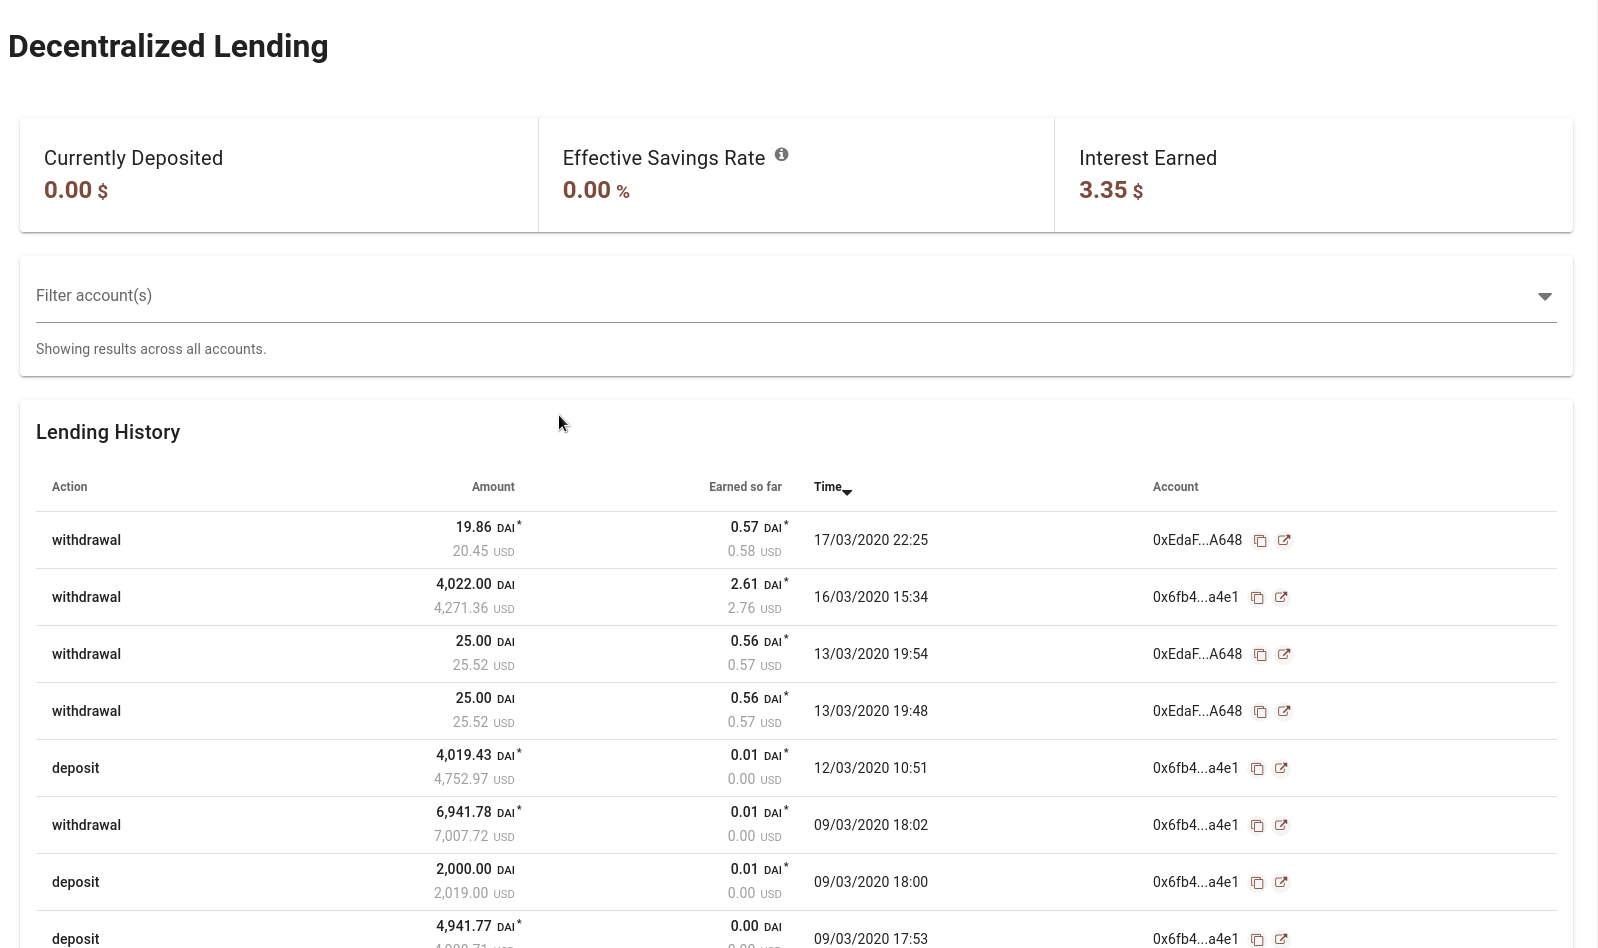 Decentralized Lending
Currently Deposited
0.00 $
Effective Savings Rate
0.00 %
Interest Earned
3.35 $
Filter account(s)
Showing results across all accounts.
Lending History
Action Amount Earned so far Time Account
withdrawal 19.86 DAI* 0.57 DAI* 17/03/2020 22:25 0xEdaF...A648
20.45 USD 0.58 USD
withdrawal 4,022.00 DAI 2.61 DAI* 16/03/2020 15:34 0x6fb4...a4e1
4,271.36 USD 2.76 USD
withdrawal 25.00 DAI 0.56 DAI* 13/03/2020 19:54 0xEdaF...A648
25.52 USD 0.57 USD
withdrawal 25.00 DAI 0.56 DAI* 13/03/2020 19:48 0xEdaF...A648
25.52 USD 0.57 USD
deposit 4,019.43 DAI* 0.01 DAI* 12/03/2020 10:51 0x6fb4...a4e1
4,752.97 USD 0.00 USD
withdrawal 6,941.78 DAI* 0.01 DAI* 09/03/2020 18:02 0x6fb4...a4e1
7,007.72 USD 0.00 USD
deposit 2,000.00 DAI 0.01 DAI* 09/03/2020 18:00 0x6fb4...a4e1
2,019.00 USD 0.00 USD
deposit 4,941.77 DAI* 0.00 DAI 09/03/2020 17:53 0x6fb4...a4e1